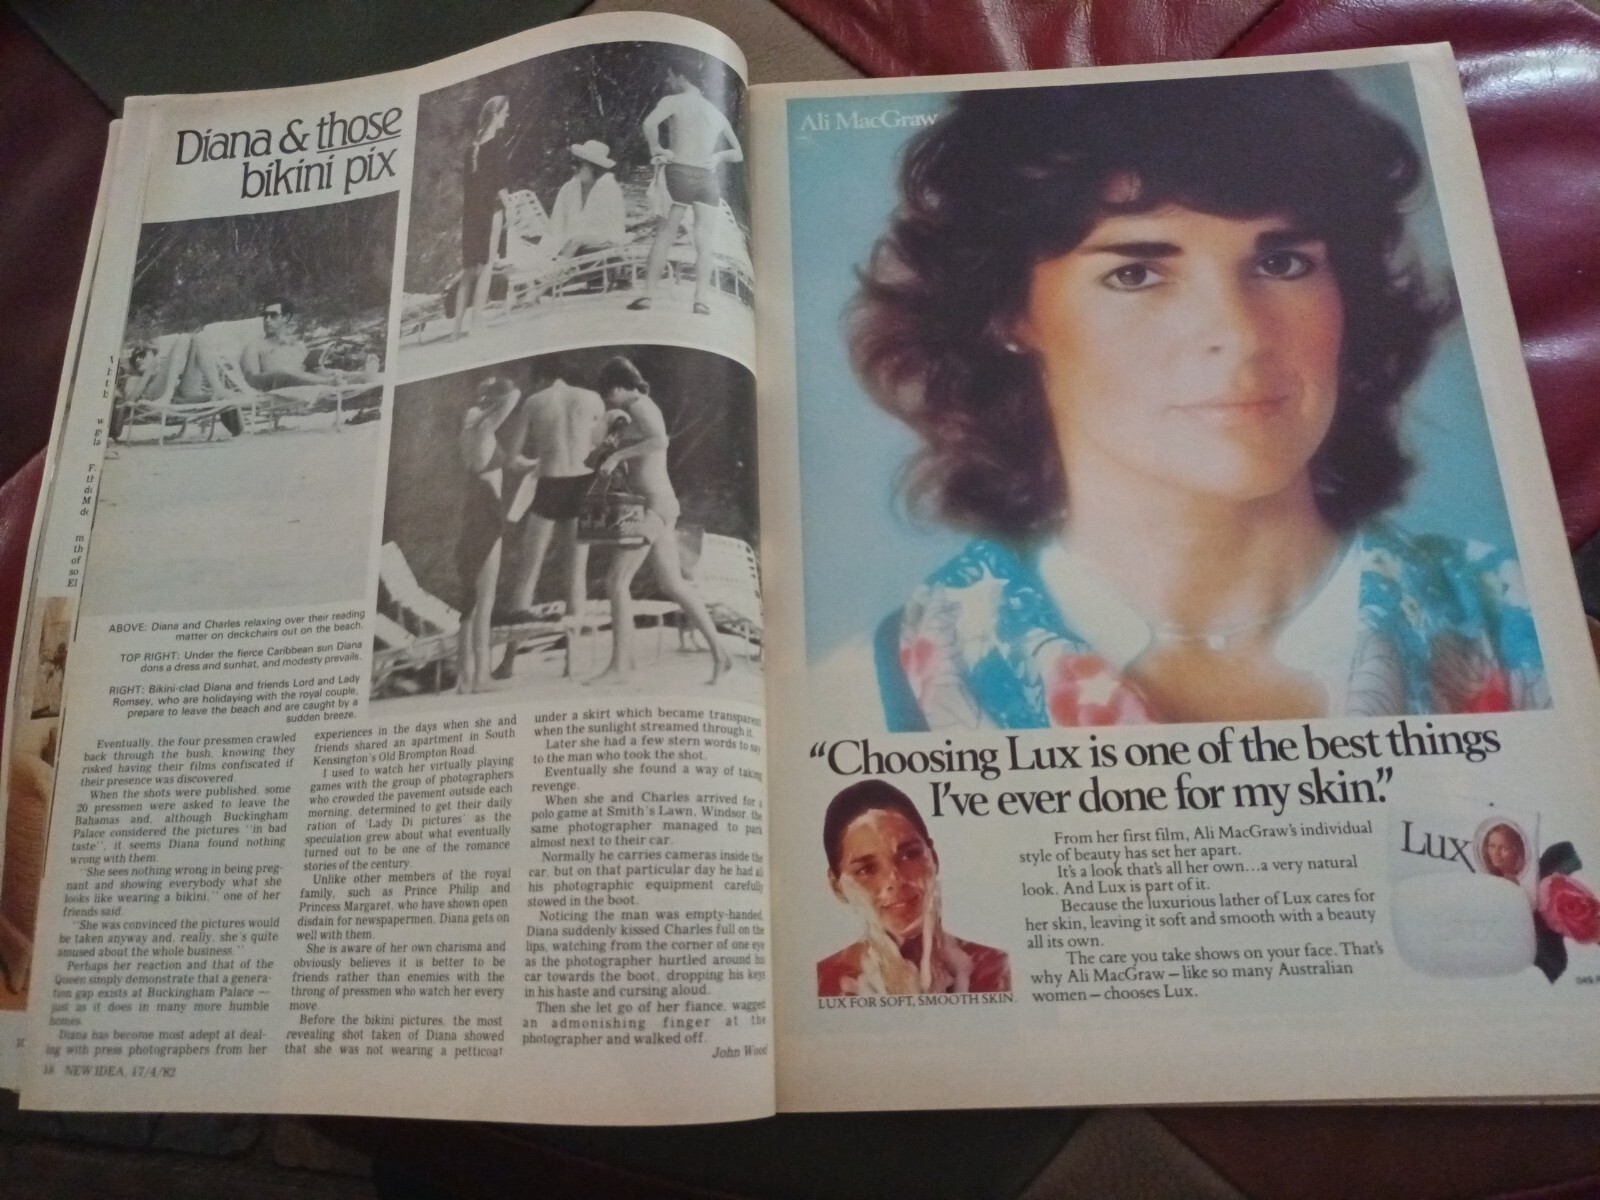 Diana & those
bikini pix
ABOVE: Diana and Charles relaxing over their reading
matter on deckchairs out on the beach.
TOP RIGHT: Under the fierce Caribbean sun Diana
dons a dress and sunhat, and modesty prevails.
RIGHT: Bikini-clad Diana and friends Lord and Lady
Romsey, who are holidaying with the royal couple,
prepare to leave the beach and are caught by a
sudden breeze.
Eventually, the four pressmen crawled
back through the bush, knowing they
risked having their films confiscated if
their presence was discovered.
When the shots were published, some
20 pressmen were asked to leave the
Bahamas and, although Buckingham
Palace considered the pictures "in bad
taste", it seems Diana found nothing
wrong with them.
"She sees nothing wrong in being preg-
nant and showing everybody what she
looks like wearing a bikini," one of her
friends said.
"She was convinced the pictures would
be taken anyway and, really, she's quite
amused about the whole business."
Perhaps her reaction and that of the
Queen simply demonstrate that a genera-
tion gap exists at Buckingham Palace —
just as it does in many more humble
homes.
Diana has become most adept at deal-
ing with press photographers from her
experiences in the days when she and
friends shared an apartment in South
Kensington's Old Brompton Road.
I used to watch her virtually playing
games with the group of photographers
who crowded the pavement outside each
morning, determined to get their daily
ration of 'Lady Di pictures' as the
speculation grew about what eventually
turned out to be one of the romance
stories of the century.
Unlike other members of the royal
family, such as Prince Philip and
Princess Margaret, who have shown open
disdain for newspapermen, Diana gets on
well with them.
She is aware of her own charisma and
obviously believes it is better to be
friends rather than enemies with the
throng of pressmen who watch her every
move.
Before the bikini pictures, the most
revealing shot taken of Diana showed
that she was not wearing a petticoat
under a skirt which became transparent
when the sunlight streamed through it.
Later she had a few stern words to say
to the man who took the shot.
Eventually she found a way of taking
revenge.
When she and Charles arrived for a
polo game at Smith's Lawn, Windsor, the
same photographer managed to park
almost next to their car.
Normally he carries cameras inside the
car, but on that particular day he had all
his photographic equipment carefully
stowed in the boot.
Noticing the man was empty-handed,
Diana suddenly kissed Charles full on the
lips, watching from the corner of one eye
as the photographer hurtled around his
car towards the boot, dropping his keys
in his haste and cursing aloud.
Then she let go of her fiance, wagged
an admonishing finger at the
photographer and walked off.
John Wood
18 NEW IDEA, 17/4/82
Ali MacGraw
"Choosing Lux is one of the best things
I've ever done for my skin."
From her first film, Ali MacGraw's individual
style of beauty has set her apart.
It's a look that's all her own...a very natural
look. And Lux is part of it.
Because the luxurious lather of Lux cares for
her skin, leaving it soft and smooth with a beauty
all its own.
The care you take shows on your face. That's
why Ali MacGraw – like so many Australian
women – chooses Lux.
LUX FOR SOFT, SMOOTH SKIN.
Lux